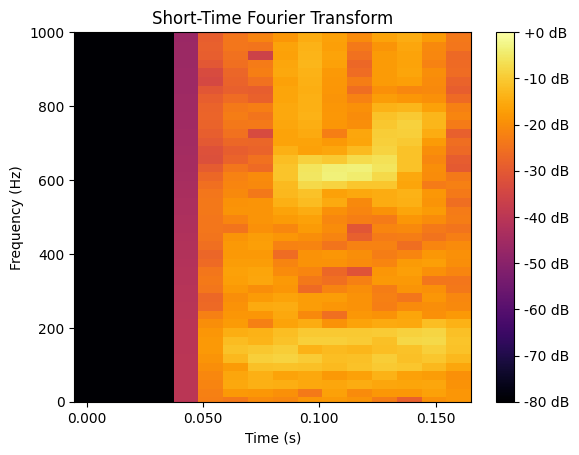 Short-Time Fourier Transform
1000
800
600
400
200
0
Frequency (Hz)
0.000
0.050
0.100
0.150
Time (s)
+0 dB
-10 dB
-20 dB
-30 dB
-40 dB
-50 dB
-60 dB
-70 dB
-80 dB